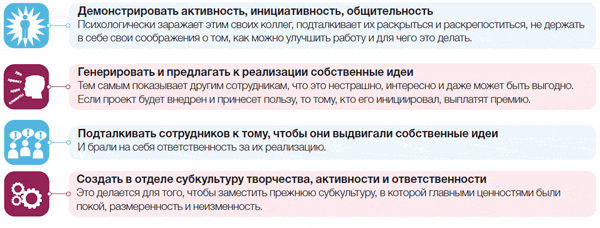 Демонстрировать активность, инициативность, общительность
Психологически заражает этим своих коллег, подталкивает их раскрыться и раскрепоститься, не держать
в себе свои соображения о том, как можно улучшить работу и для чего это делать.
Генерировать и предлагать к реализации собственные идеи
Тем самым показывает другим сотрудникам, что это нестрашно, интересно и даже может быть выгодно.
Если проект будет внедрен и принесет пользу, то тому, кто его инициировал, выплатят премию.
Подталкивать сотрудников к тому, чтобы они выдвигали собственные идеи
И брали на себя ответственность за их реализацию.
Создать в отделе субкультуру творчества, активности и ответственности
Это делается для того, чтобы заместить прежнюю субкультуру, в которой главными ценностями были
покой, размеренность и неизменность.